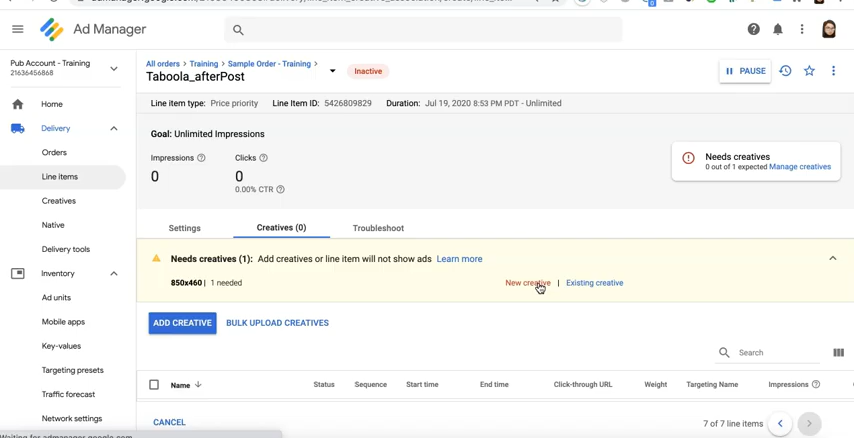 Ad Manager
Pub Account - Training
21636456868
All orders > Training > Sample Order - Training >
Taboola_afterPost
Inactive
PAUSE
Line item type: Price priority Line Item ID: 5426809829 Duration: Jul 19, 2020 8:53 PM PDT - Unlimited
Home
Delivery
Orders
Line items
Creatives
Native
Delivery tools
Inventory
Ad units
Mobile apps
Key-values
Targeting presets
Traffic forecast
Network settings
Goal: Unlimited Impressions
Impressions Clicks
0 0
0.00% CTR
Needs creatives
0 out of 1 expected Manage creatives
Settings Creatives (0) Troubleshoot
Needs creatives (1): Add creatives or line item will not show ads Learn more
850x460 | 1 needed New creative | Existing creative
ADD CREATIVE BULK UPLOAD CREATIVES
Search
Name Status Sequence Start time End time Click-through URL Weight Targeting Name Impressions
CANCEL 7 of 7 line items